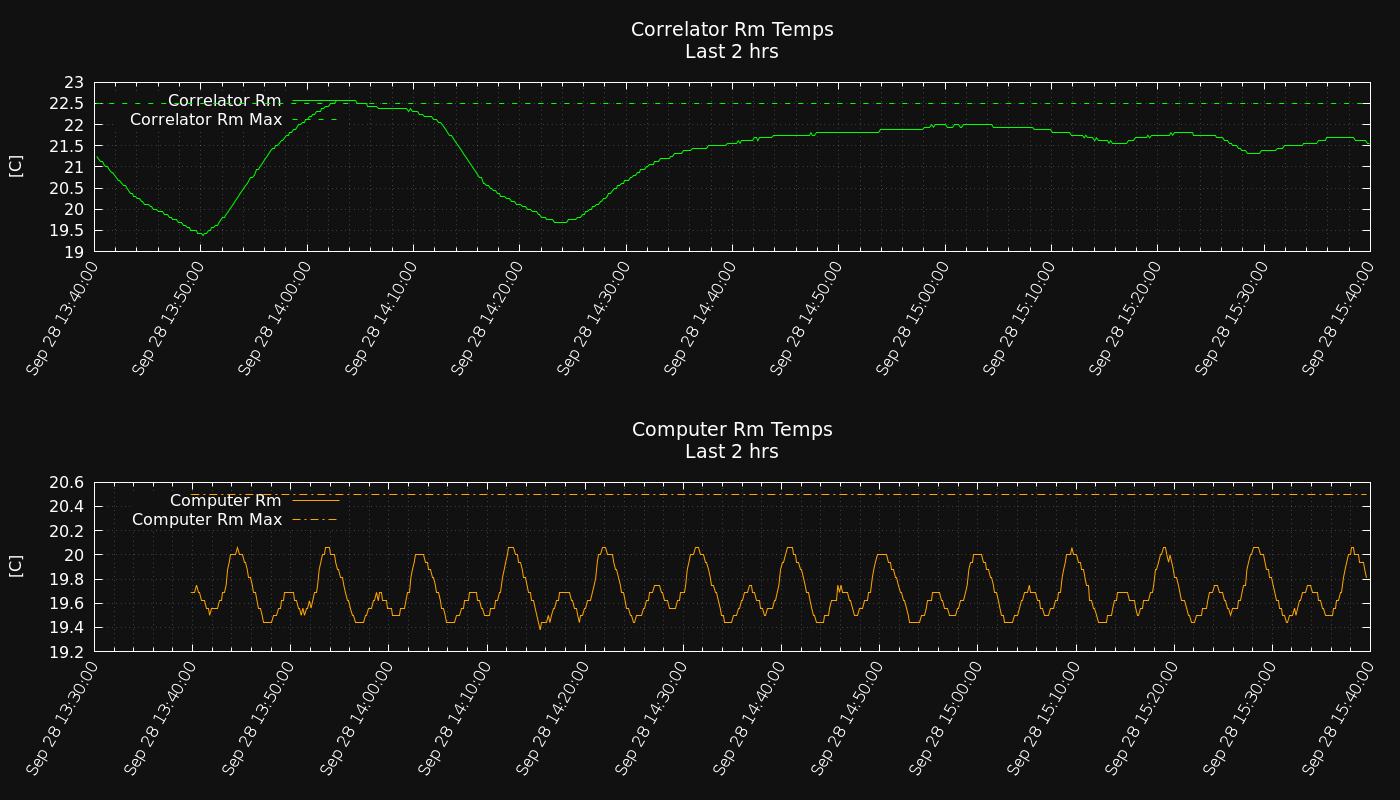 Correlator Rm Temps
Last 2 hrs
23
22.5
22
21.5
21
20.5
20
19.5
19
[C]
Correlator Rm
Correlator Rm Max
Sep 28 13:40:00
Sep 28 13:50:00
Sep 28 14:00:00
Sep 28 14:10:00
Sep 28 14:20:00
Sep 28 14:30:00
Sep 28 14:40:00
Sep 28 14:50:00
Sep 28 15:00:00
Sep 28 15:10:00
Sep 28 15:20:00
Sep 28 15:30:00
Sep 28 15:40:00
Computer Rm Temps
Last 2 hrs
20.6
20.4
20.2
20
19.8
19.6
19.4
19.2
[C]
Computer Rm
Computer Rm Max
Sep 28 13:30:00
Sep 28 13:40:00
Sep 28 13:50:00
Sep 28 14:00:00
Sep 28 14:10:00
Sep 28 14:20:00
Sep 28 14:30:00
Sep 28 14:40:00
Sep 28 14:50:00
Sep 28 15:00:00
Sep 28 15:10:00
Sep 28 15:20:00
Sep 28 15:30:00
Sep 28 15:40:00